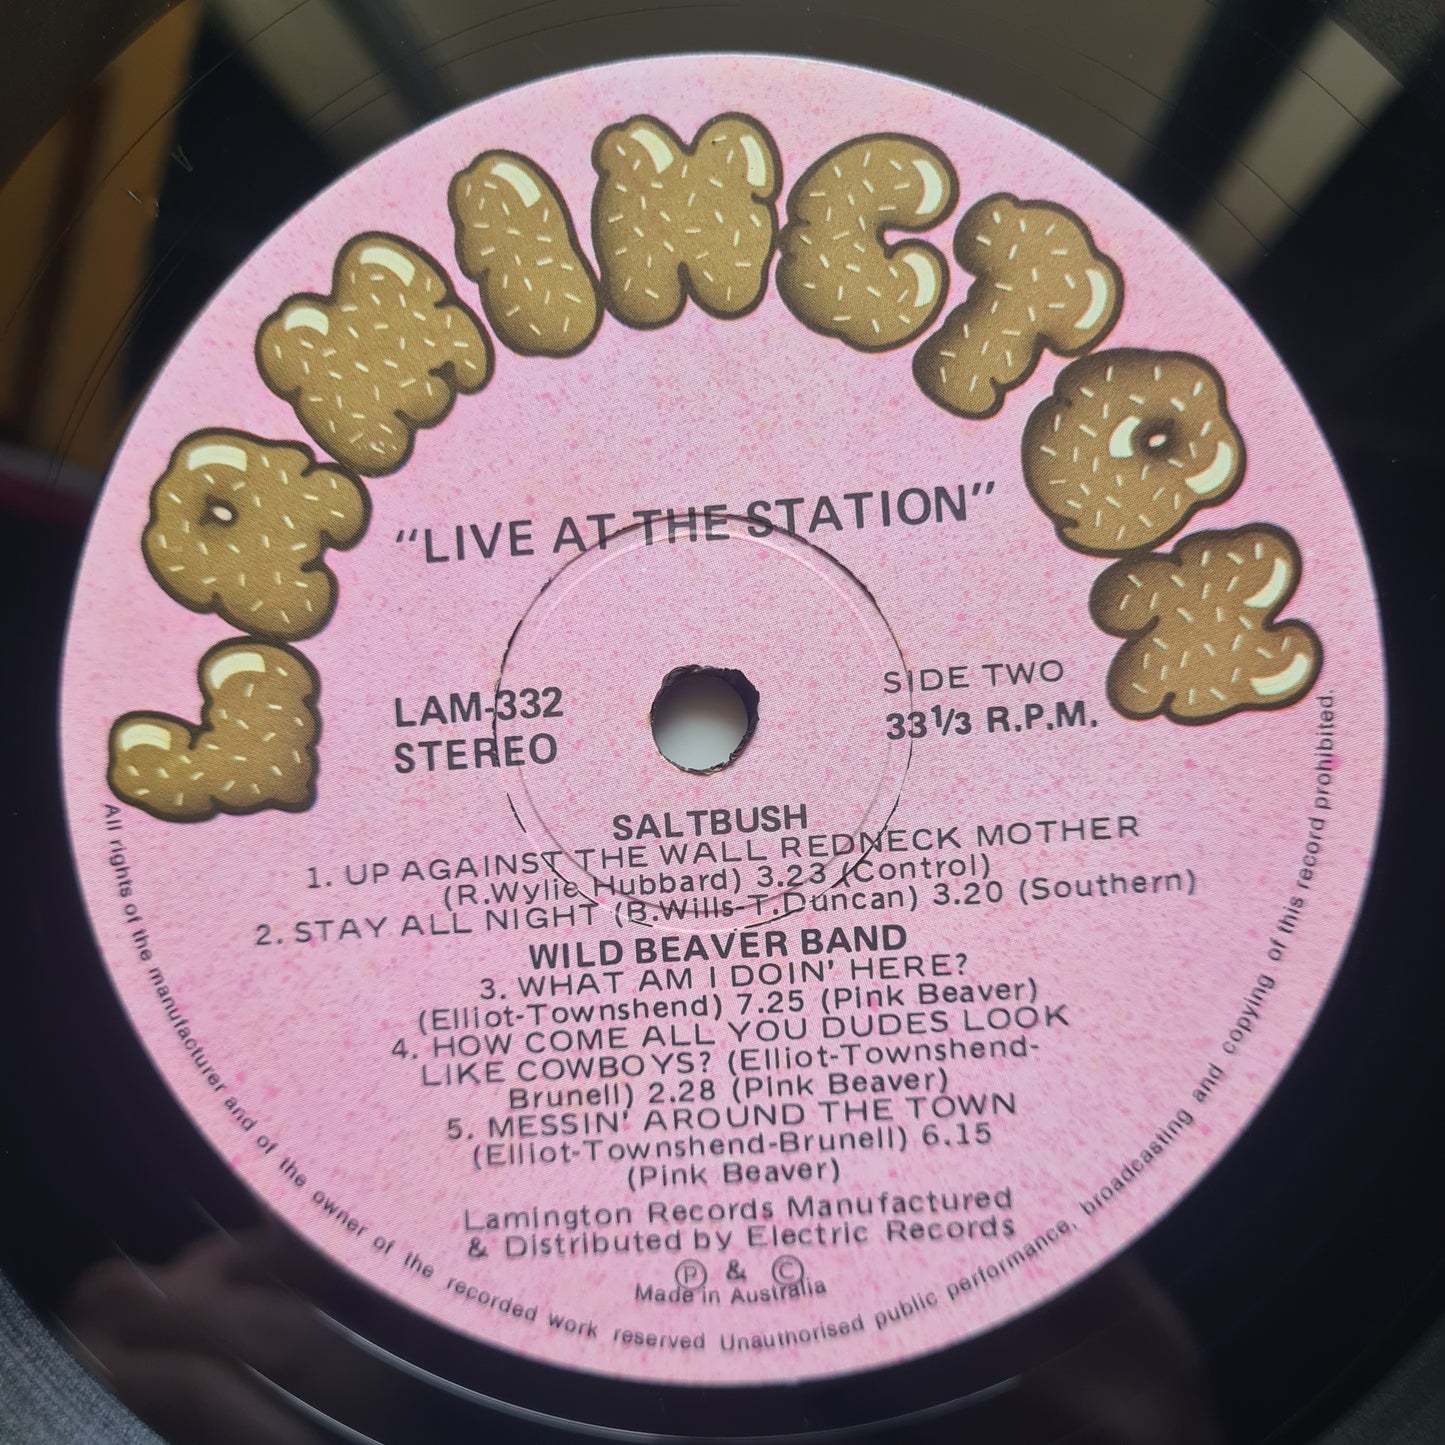 LAMINGTON
"LIVE AT THE STATION"
LAM-332
STEREO
SIDE TWO
33⅓ R.P.M.
SALTBUSH
1. UP AGAINST THE WALL REDNECK MOTHER
(R.Wylie Hubbard) 3.23 (Control)
2. STAY ALL NIGHT (B.Wills-T.Duncan) 3.20 (Southern)
WILD BEAVER BAND
3. WHAT AM I DOIN' HERE?
(Elliot-Townshend) 7.25 (Pink Beaver)
4. HOW COME ALL YOU DUDES LOOK
LIKE COWBOYS? (Elliot-Townshend-
Brunell) 2.28 (Pink Beaver)
5. MESSIN' AROUND THE TOWN
(Elliot-Townshend-Brunell) 6.15
(Pink Beaver)
Lamington Records Manufactured
& Distributed by Electric Records
Ⓟ & Ⓒ
Made in Australia
All rights of the manufacturer and of the owner of the recorded work reserved Unauthorised public performance, broadcasting and copying of this record prohibited.